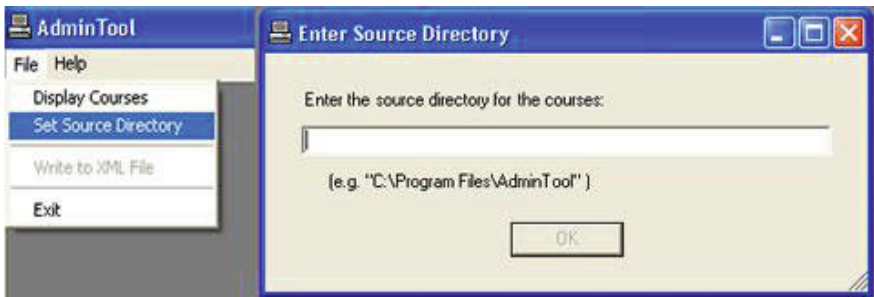 AdminTool
File Help
Display Courses
Set Source Directory
Write to XML File
Exit
Enter Source Directory
Enter the source directory for the courses:
(e.g. "C:\Program Files\AdminTool" )
OK